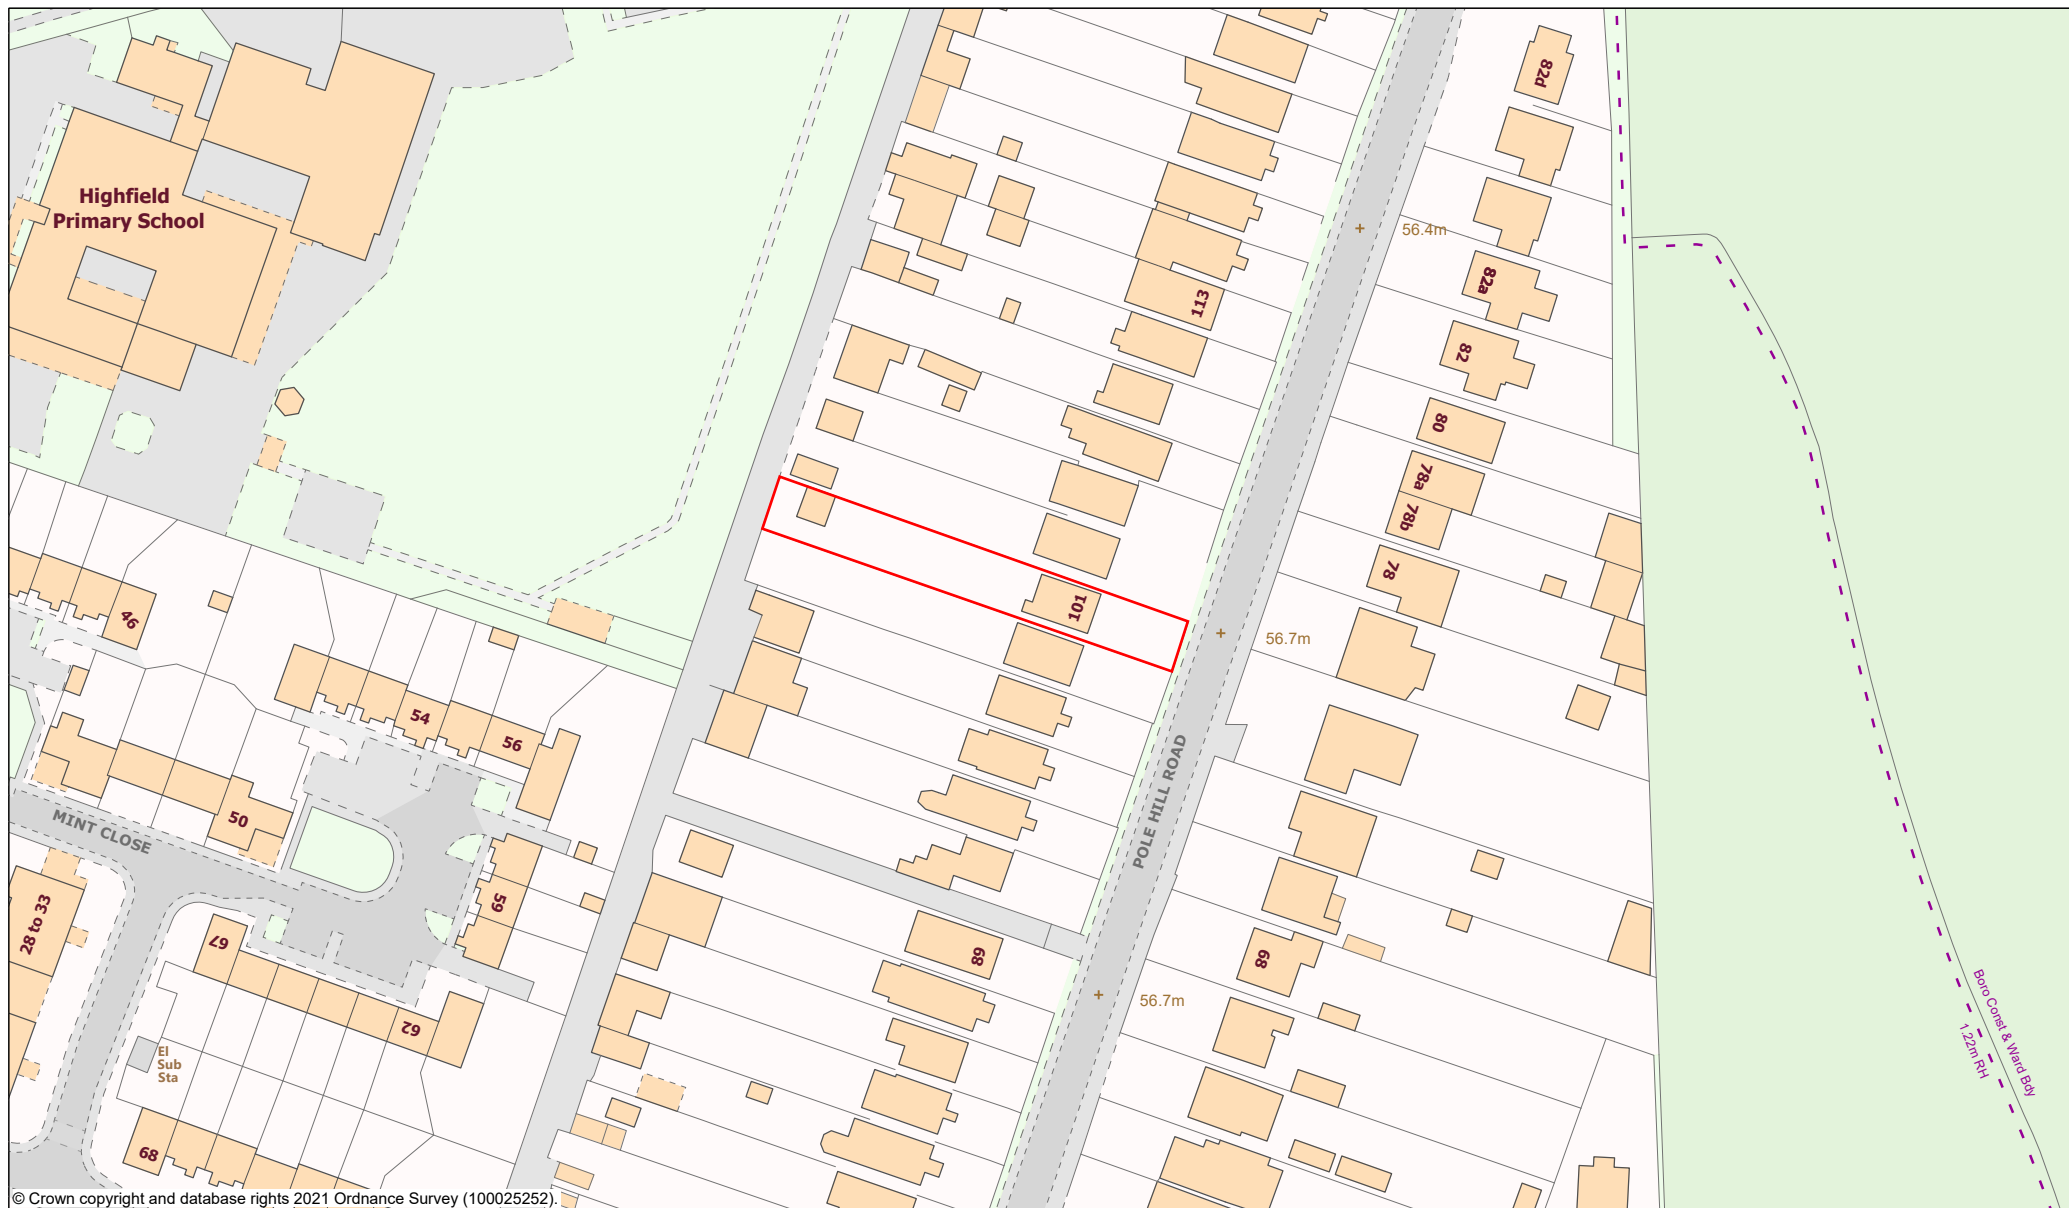 Highfield
Primary School
82d
56.4m
82a
113
82
80
78a
78b
78
101
56.7m
46
54
56
50
MINT CLOSE
POLE HILL ROAD
59
28 to 33
67
89
68
62
56.7m
El
Sub
Sta
68
Boro Const & Ward Bdy
1.22m RH
© Crown copyright and database rights 2021 Ordnance Survey (100025252).